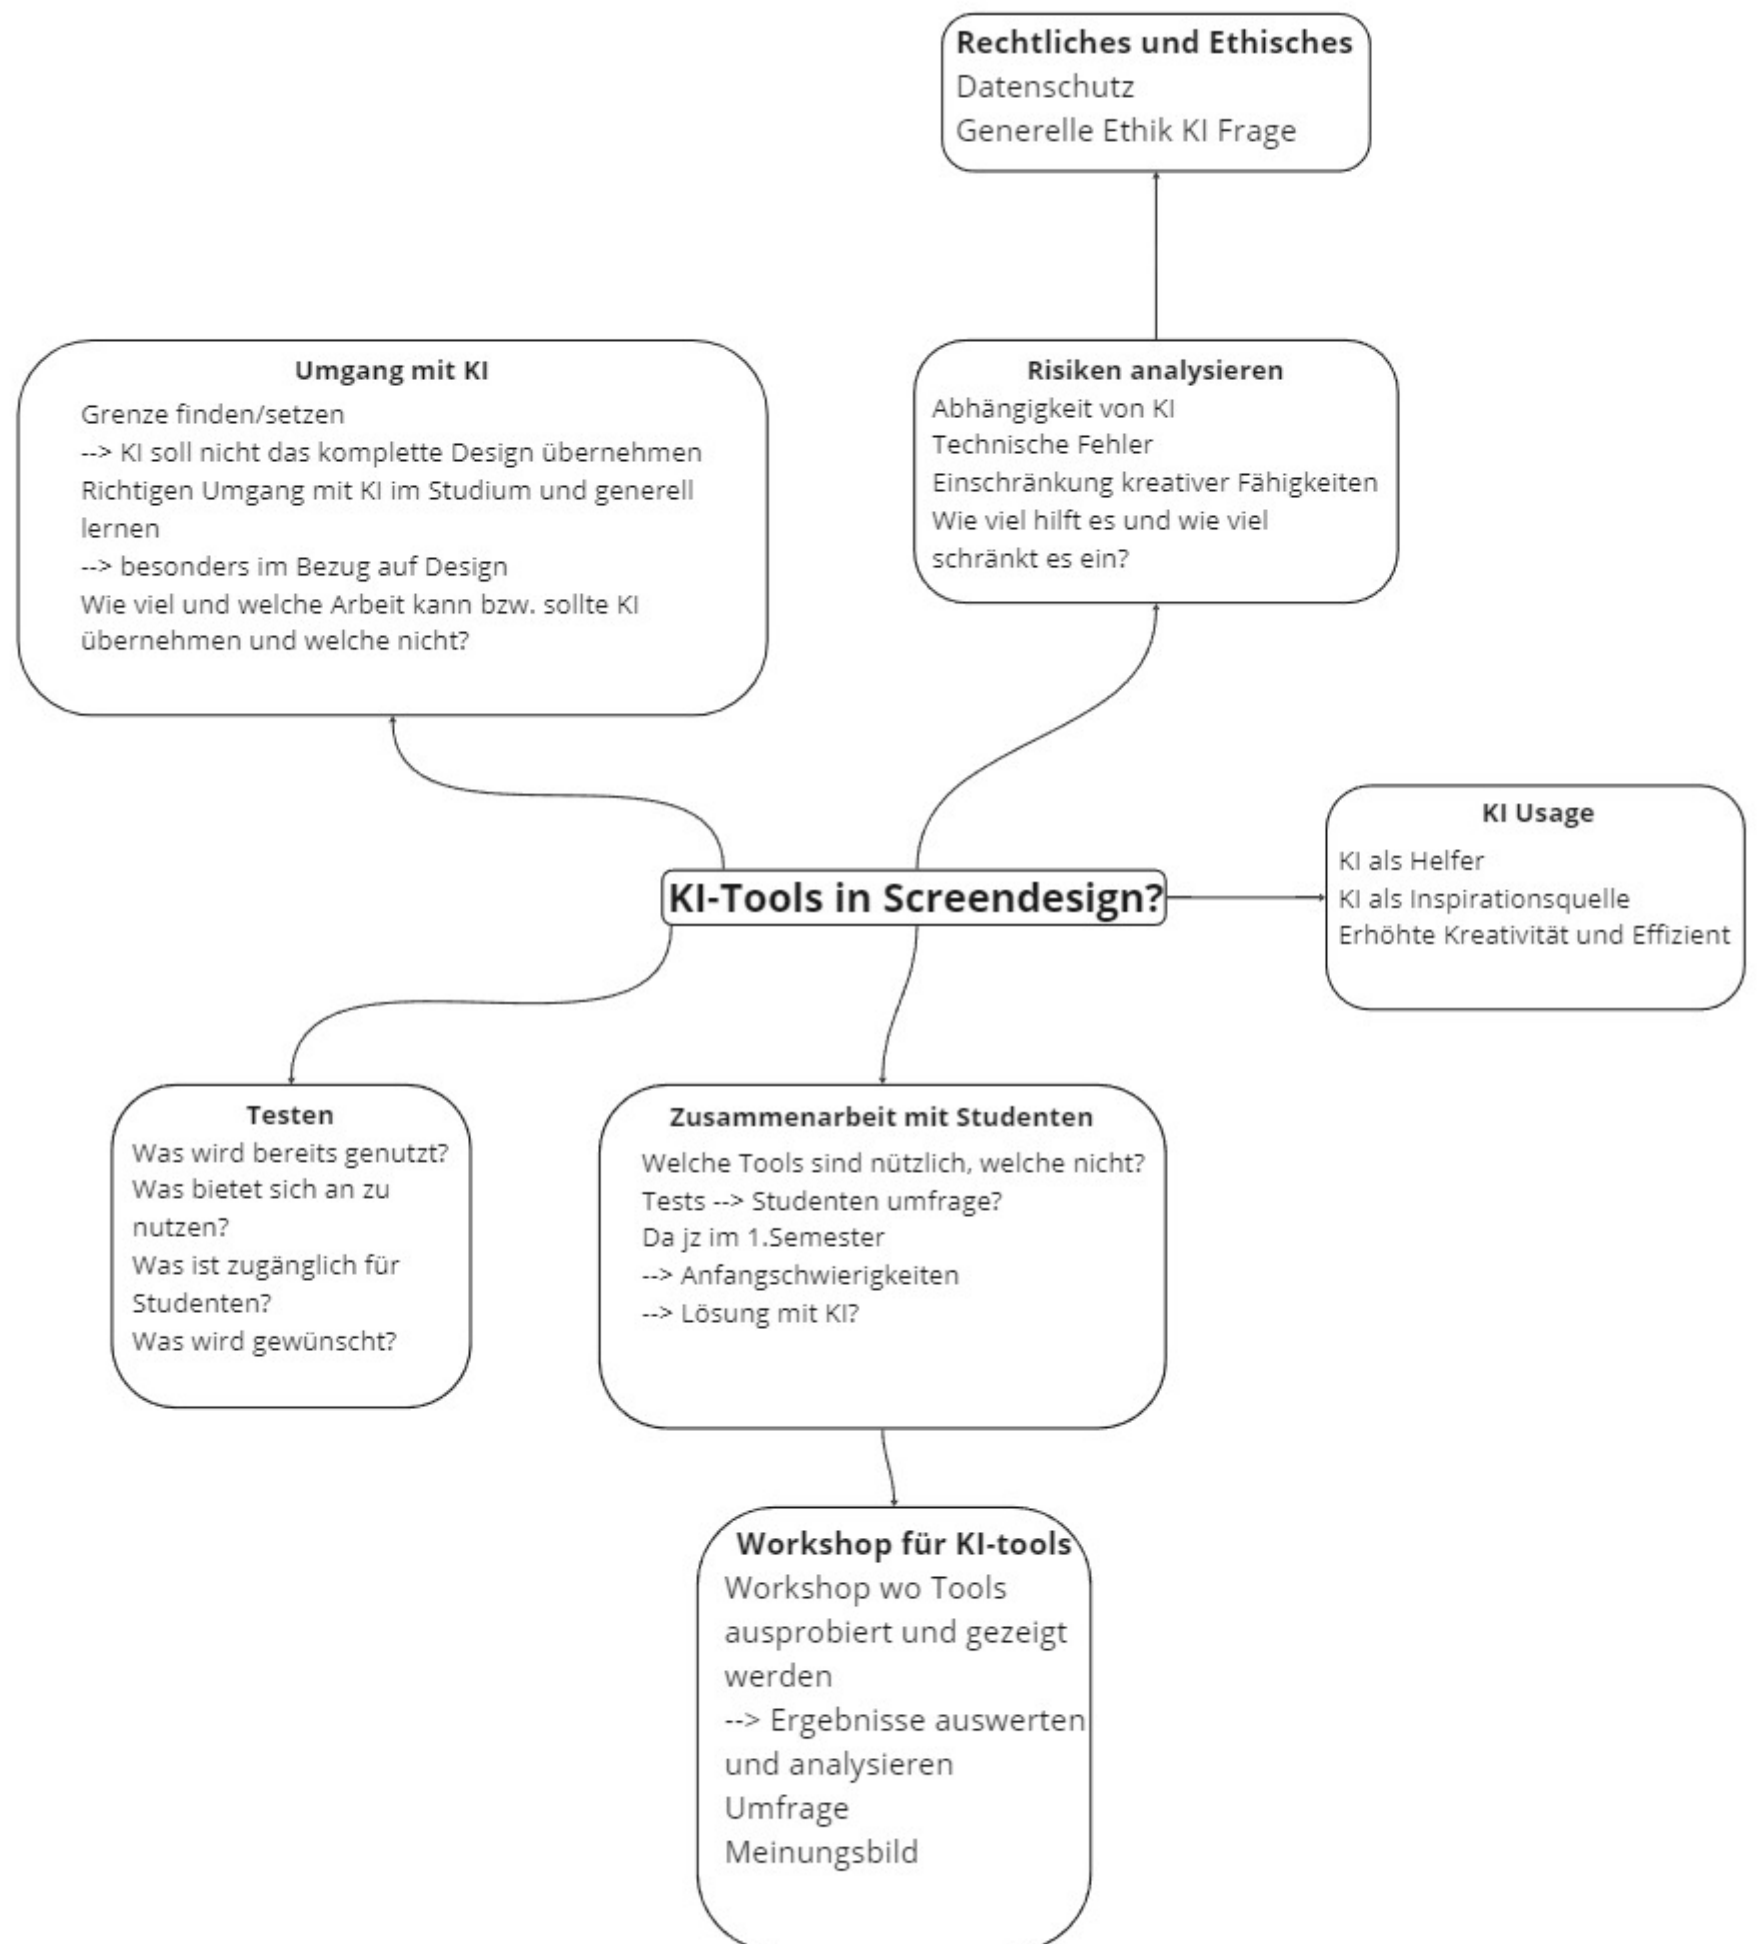 Rechtliches und Ethisches
Datenschutz
Generelle Ethik KI Frage
Umgang mit KI
Grenze finden/setzen
--> KI soll nicht das komplette Design übernehmen
Richtigen Umgang mit KI im Studium und generell
lernen
--> besonders im Bezug auf Design
Wie viel und welche Arbeit kann bzw. sollte KI
übernehmen und welche nicht?
Risiken analysieren
Abhängigkeit von KI
Technische Fehler
Einschränkung kreativer Fähigkeiten
Wie viel hilft es und wie viel
schränkt es ein?
KI Usage
KI als Helfer
KI als Inspirationsquelle
Erhöhte Kreativität und Effizient
KI-Tools in Screendesign?
Testen
Was wird bereits genutzt?
Was bietet sich an zu
nutzen?
Was ist zugänglich für
Studenten?
Was wird gewünscht?
Zusammenarbeit mit Studenten
Welche Tools sind nützlich, welche nicht?
Tests --> Studenten umfrage?
Da jz im 1.Semester
--> Anfangschwierigkeiten
--> Lösung mit KI?
Workshop für KI-tools
Workshop wo Tools
ausprobiert und gezeigt
werden
--> Ergebnisse auswerten
und analysieren
Umfrage
Meinungsbild